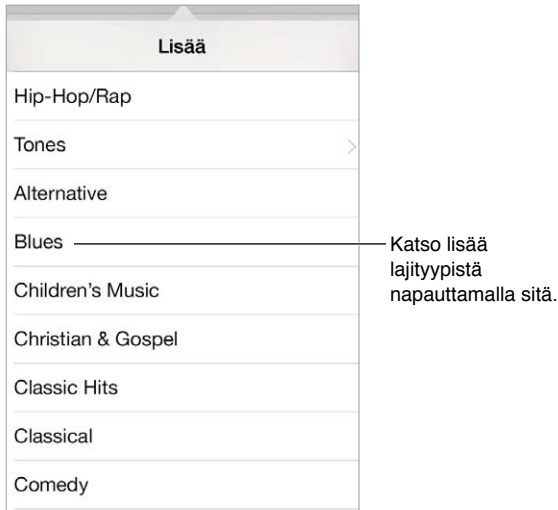 Lisää
Hip-Hop/Rap
Tones
Alternative
Blues
Katso lisää
lajityypistä
napauttamalla sitä.
Children's Music
Christian & Gospel
Classic Hits
Classical
Comedy